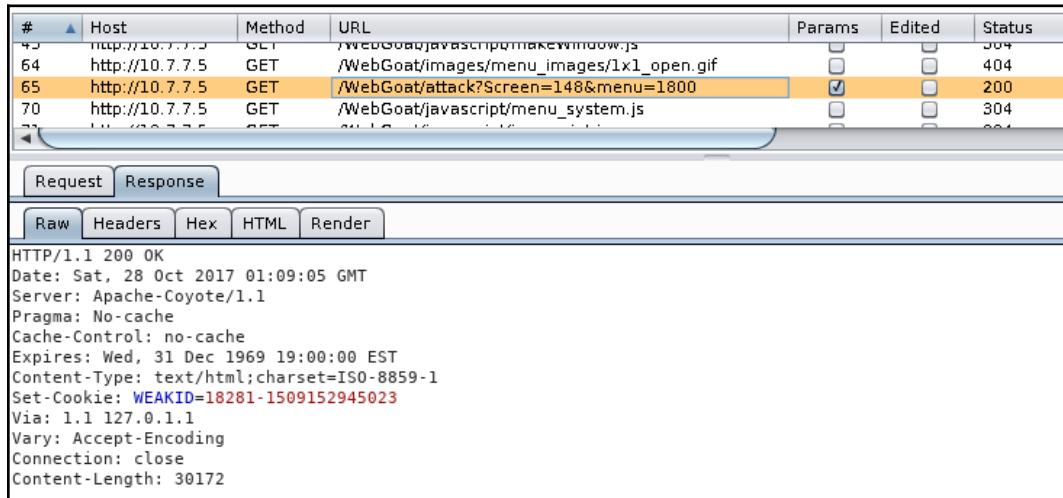 # Host Method URL Params Edited Status
64 http://10.7.7.5 GET /WebGoat/images/menu_images/1x1_open.gif 404
65 http://10.7.7.5 GET /WebGoat/attack?Screen=148&menu=1800 200
70 http://10.7.7.5 GET /WebGoat/javascript/menu_system.js 304
Request Response
Raw Headers Hex HTML Render
HTTP/1.1 200 OK
Date: Sat, 28 Oct 2017 01:09:05 GMT
Server: Apache-Coyote/1.1
Pragma: No-cache
Cache-Control: no-cache
Expires: Wed, 31 Dec 1969 19:00:00 EST
Content-Type: text/html;charset=ISO-8859-1
Set-Cookie: WEAKID=18281-1509152945023
Via: 1.1 127.0.1.1
Vary: Accept-Encoding
Connection: close
Content-Length: 30172